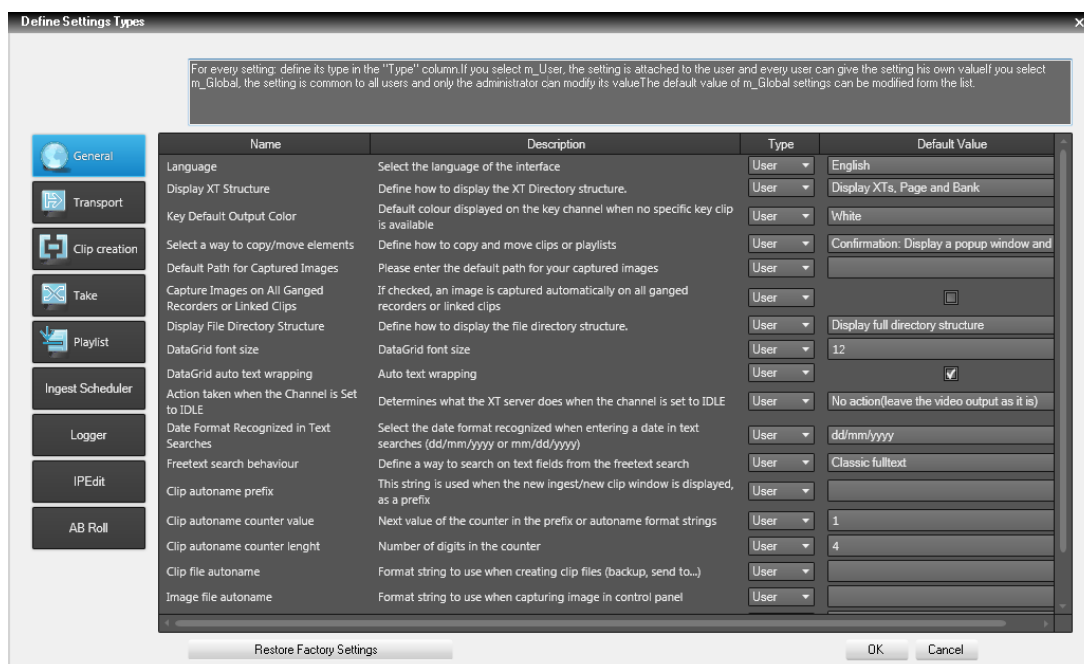 Define Settings Types
For every setting: define its type in the "Type" column.If you select m_User, the setting is attached to the user and every user can give the setting his own valueIf you select
m_Global, the setting is common to all users and only the administrator can modify its valueThe default value of m_Global settings can be modified form the list.
General
Transport
Clip creation
Take
Playlist
Ingest Scheduler
Logger
IPEdit
AB Roll
Name Description Type Default Value
Language Select the language of the interface User English
Display XT Structure Define how to display the XT Directory structure. User Display XTs, Page and Bank
Key Default Output Color Default colour displayed on the key channel when no specific key clip
is available User White
Select a way to copy/move elements Define how to copy and move clips or playlists User Confirmation: Display a popup window and
Default Path for Captured Images Please enter the default path for your captured images User
Capture Images on All Ganged
Recorders or Linked Clips If checked, an image is captured automatically on all ganged
recorders or linked clips User
Display File Directory Structure Define how to display the file directory structure. User Display full directory structure
DataGrid font size DataGrid font size User 12
DataGrid auto text wrapping Auto text wrapping User
Action taken when the Channel is Set
to IDLE Determines what the XT server does when the channel is set to IDLE User No action(leave the video output as it is)
Date Format Recognized in Text
Searches Select the date format recognized when entering a date in text
searches (dd/mm/yyyy or mm/dd/yyyy) User dd/mm/yyyy
Freetext search behaviour Define a way to search on text fields from the freetext search User Classic fulltext
Clip autoname prefix This string is used when the new ingest/new clip window is displayed,
as a prefix User
Clip autoname counter value Next value of the counter in the prefix or autoname format strings User 1
Clip autoname counter lenght Number of digits in the counter User 4
Clip file autoname Format string to use when creating clip files (backup, send to...) User
Image file autoname Format string to use when capturing image in control panel User
Restore Factory Settings OK Cancel